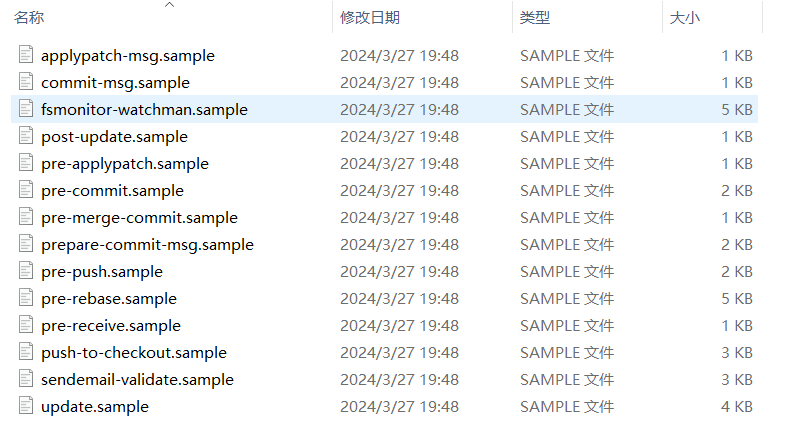 名称 修改日期 类型 大小
applypatch-msg.sample 2024/3/27 19:48 SAMPLE 文件 1 KB
commit-msg.sample 2024/3/27 19:48 SAMPLE 文件 1 KB
fsmonitor-watchman.sample 2024/3/27 19:48 SAMPLE 文件 5 KB
post-update.sample 2024/3/27 19:48 SAMPLE 文件 1 KB
pre-applypatch.sample 2024/3/27 19:48 SAMPLE 文件 1 KB
pre-commit.sample 2024/3/27 19:48 SAMPLE 文件 2 KB
pre-merge-commit.sample 2024/3/27 19:48 SAMPLE 文件 1 KB
prepare-commit-msg.sample 2024/3/27 19:48 SAMPLE 文件 2 KB
pre-push.sample 2024/3/27 19:48 SAMPLE 文件 2 KB
pre-rebase.sample 2024/3/27 19:48 SAMPLE 文件 5 KB
pre-receive.sample 2024/3/27 19:48 SAMPLE 文件 1 KB
push-to-checkout.sample 2024/3/27 19:48 SAMPLE 文件 3 KB
sendemail-validate.sample 2024/3/27 19:48 SAMPLE 文件 3 KB
update.sample 2024/3/27 19:48 SAMPLE 文件 4 KB